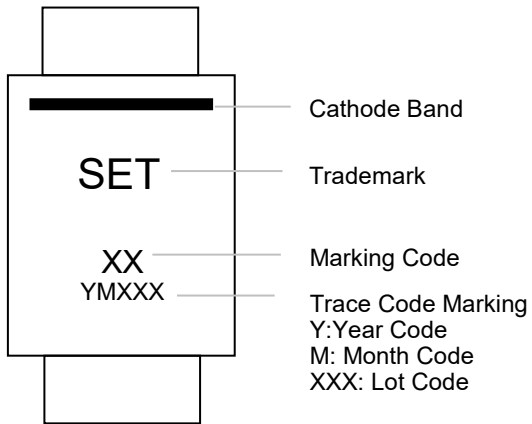 Cathode Band
SET
Trademark
XX
Marking Code
YMXXX
Trace Code Marking
Y:Year Code
M: Month Code
XXX: Lot Code